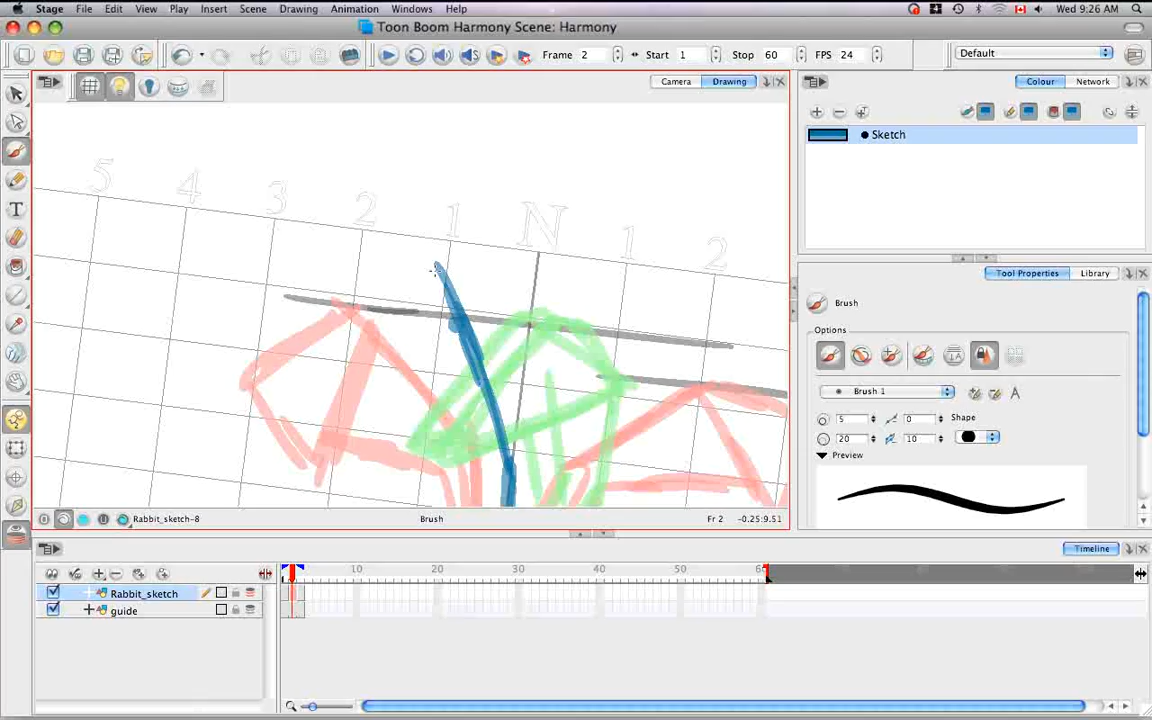 Stage File Edit View Play Insert Scene Drawing Animation Windows Help Wed 9:26 AM
Toon Boom Harmony Scene: Harmony
Frame 2 Start 1 Stop 60 FPS 24 Default
Camera Drawing Colour Network
Sketch
5 4 3 2 1 N 1 2
Tool Properties Library
Brush
Options
Brush 1
A
5 0 Shape
20 10
Preview
Rabbit_sketch-8 Brush Fr 2 -0.25:9.51
Timeline
10 20 30 40 50 60
Rabbit_sketch
guide
T